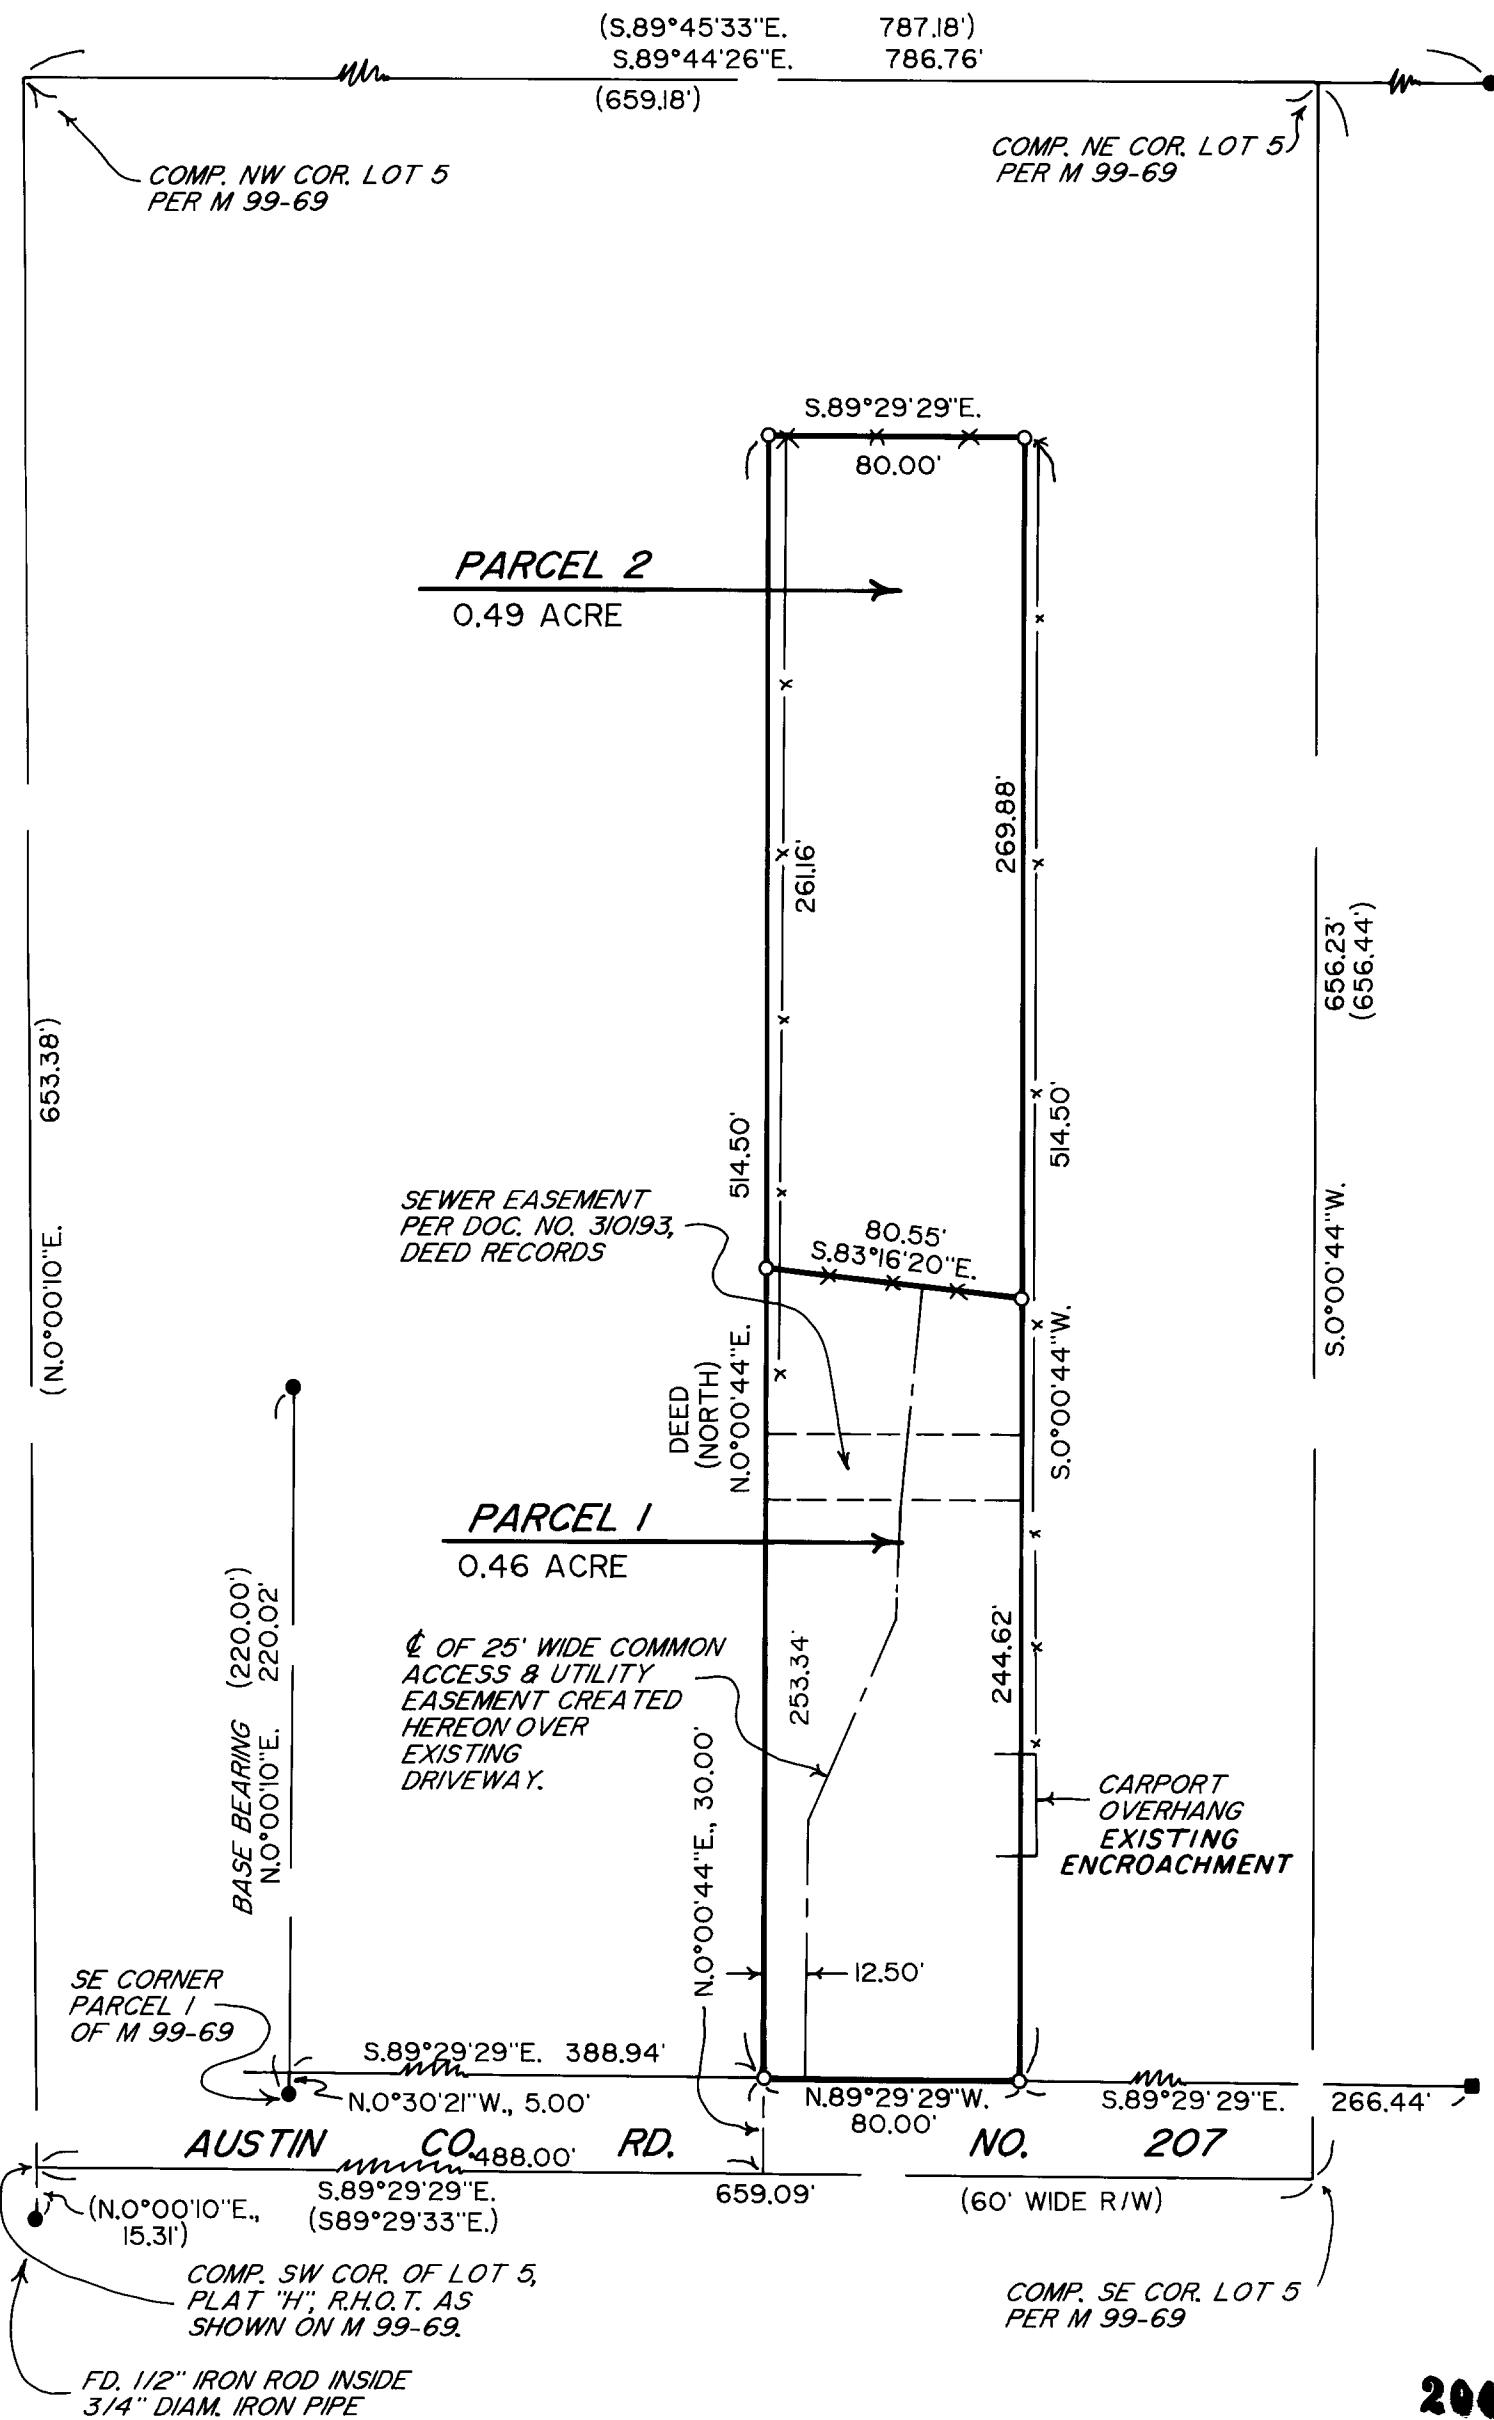 (S.89°45'33"E. 787.18')
S.89°44'26"E. 786.76'
(659.18')
COMP. NW COR. LOT 5
PER M 99-69
COMP. NE COR. LOT 5
PER M 99-69
S.89°29'29"E.
80.00'
PARCEL 2
0.49 ACRE
269.88'
261.16'
656.23'
(656.44')
(N.0°00'10"E. 653.38')
514.50'
514.50'
SEWER EASEMENT
PER DOC. NO. 310193,
DEED RECORDS
80.55'
S.83°16'20"E.
S.0°00'44"W.
DEED
(NORTH)
N.0°00'44"E.
S.0°00'44"W.
PARCEL 1
0.46 ACRE
BASE BEARING (220.00')
N.0°00'10"E. 220.02'
℄ OF 25' WIDE COMMON
ACCESS & UTILITY
EASEMENT CREATED
HEREON OVER
EXISTING
DRIVEWAY.
253.34'
244.62'
N.0°00'44"E., 30.00'
CARPORT
OVERHANG
EXISTING
ENCROACHMENT
12.50'
SE CORNER
PARCEL 1
OF M 99-69
S.89°29'29"E. 388.94'
N.0°30'21"W., 5.00'
N.89°29'29"W.
80.00'
S.89°29'29"E. 266.44'
AUSTIN CO. RD. NO. 207
488.00'
S.89°29'29"E.
(S89°29'33"E.)
659.09'
(60' WIDE R/W)
(N.0°00'10"E.,
15.31')
COMP. SW COR. OF LOT 5,
PLAT "H", R.H.O.T. AS
SHOWN ON M 99-69.
COMP. SE COR. LOT 5
PER M 99-69
FD. 1/2" IRON ROD INSIDE
3/4" DIAM. IRON PIPE